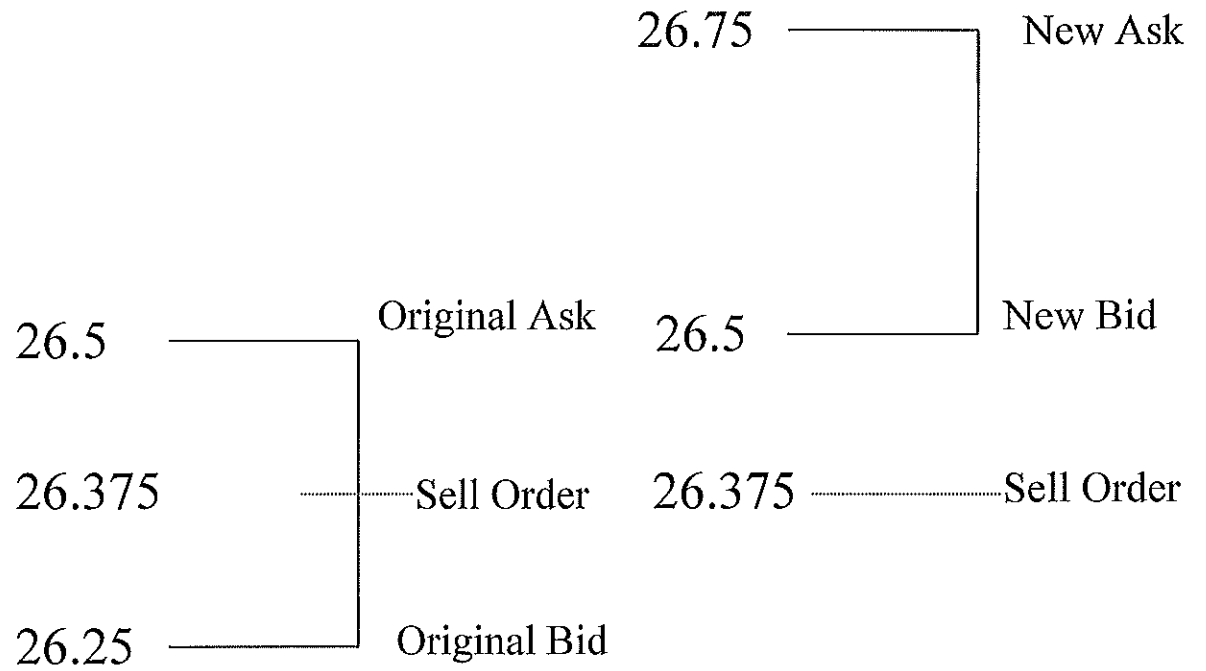 26.75 New Ask
26.5 Original Ask 26.5 New Bid
26.375 Sell Order 26.375 Sell Order
26.25 Original Bid